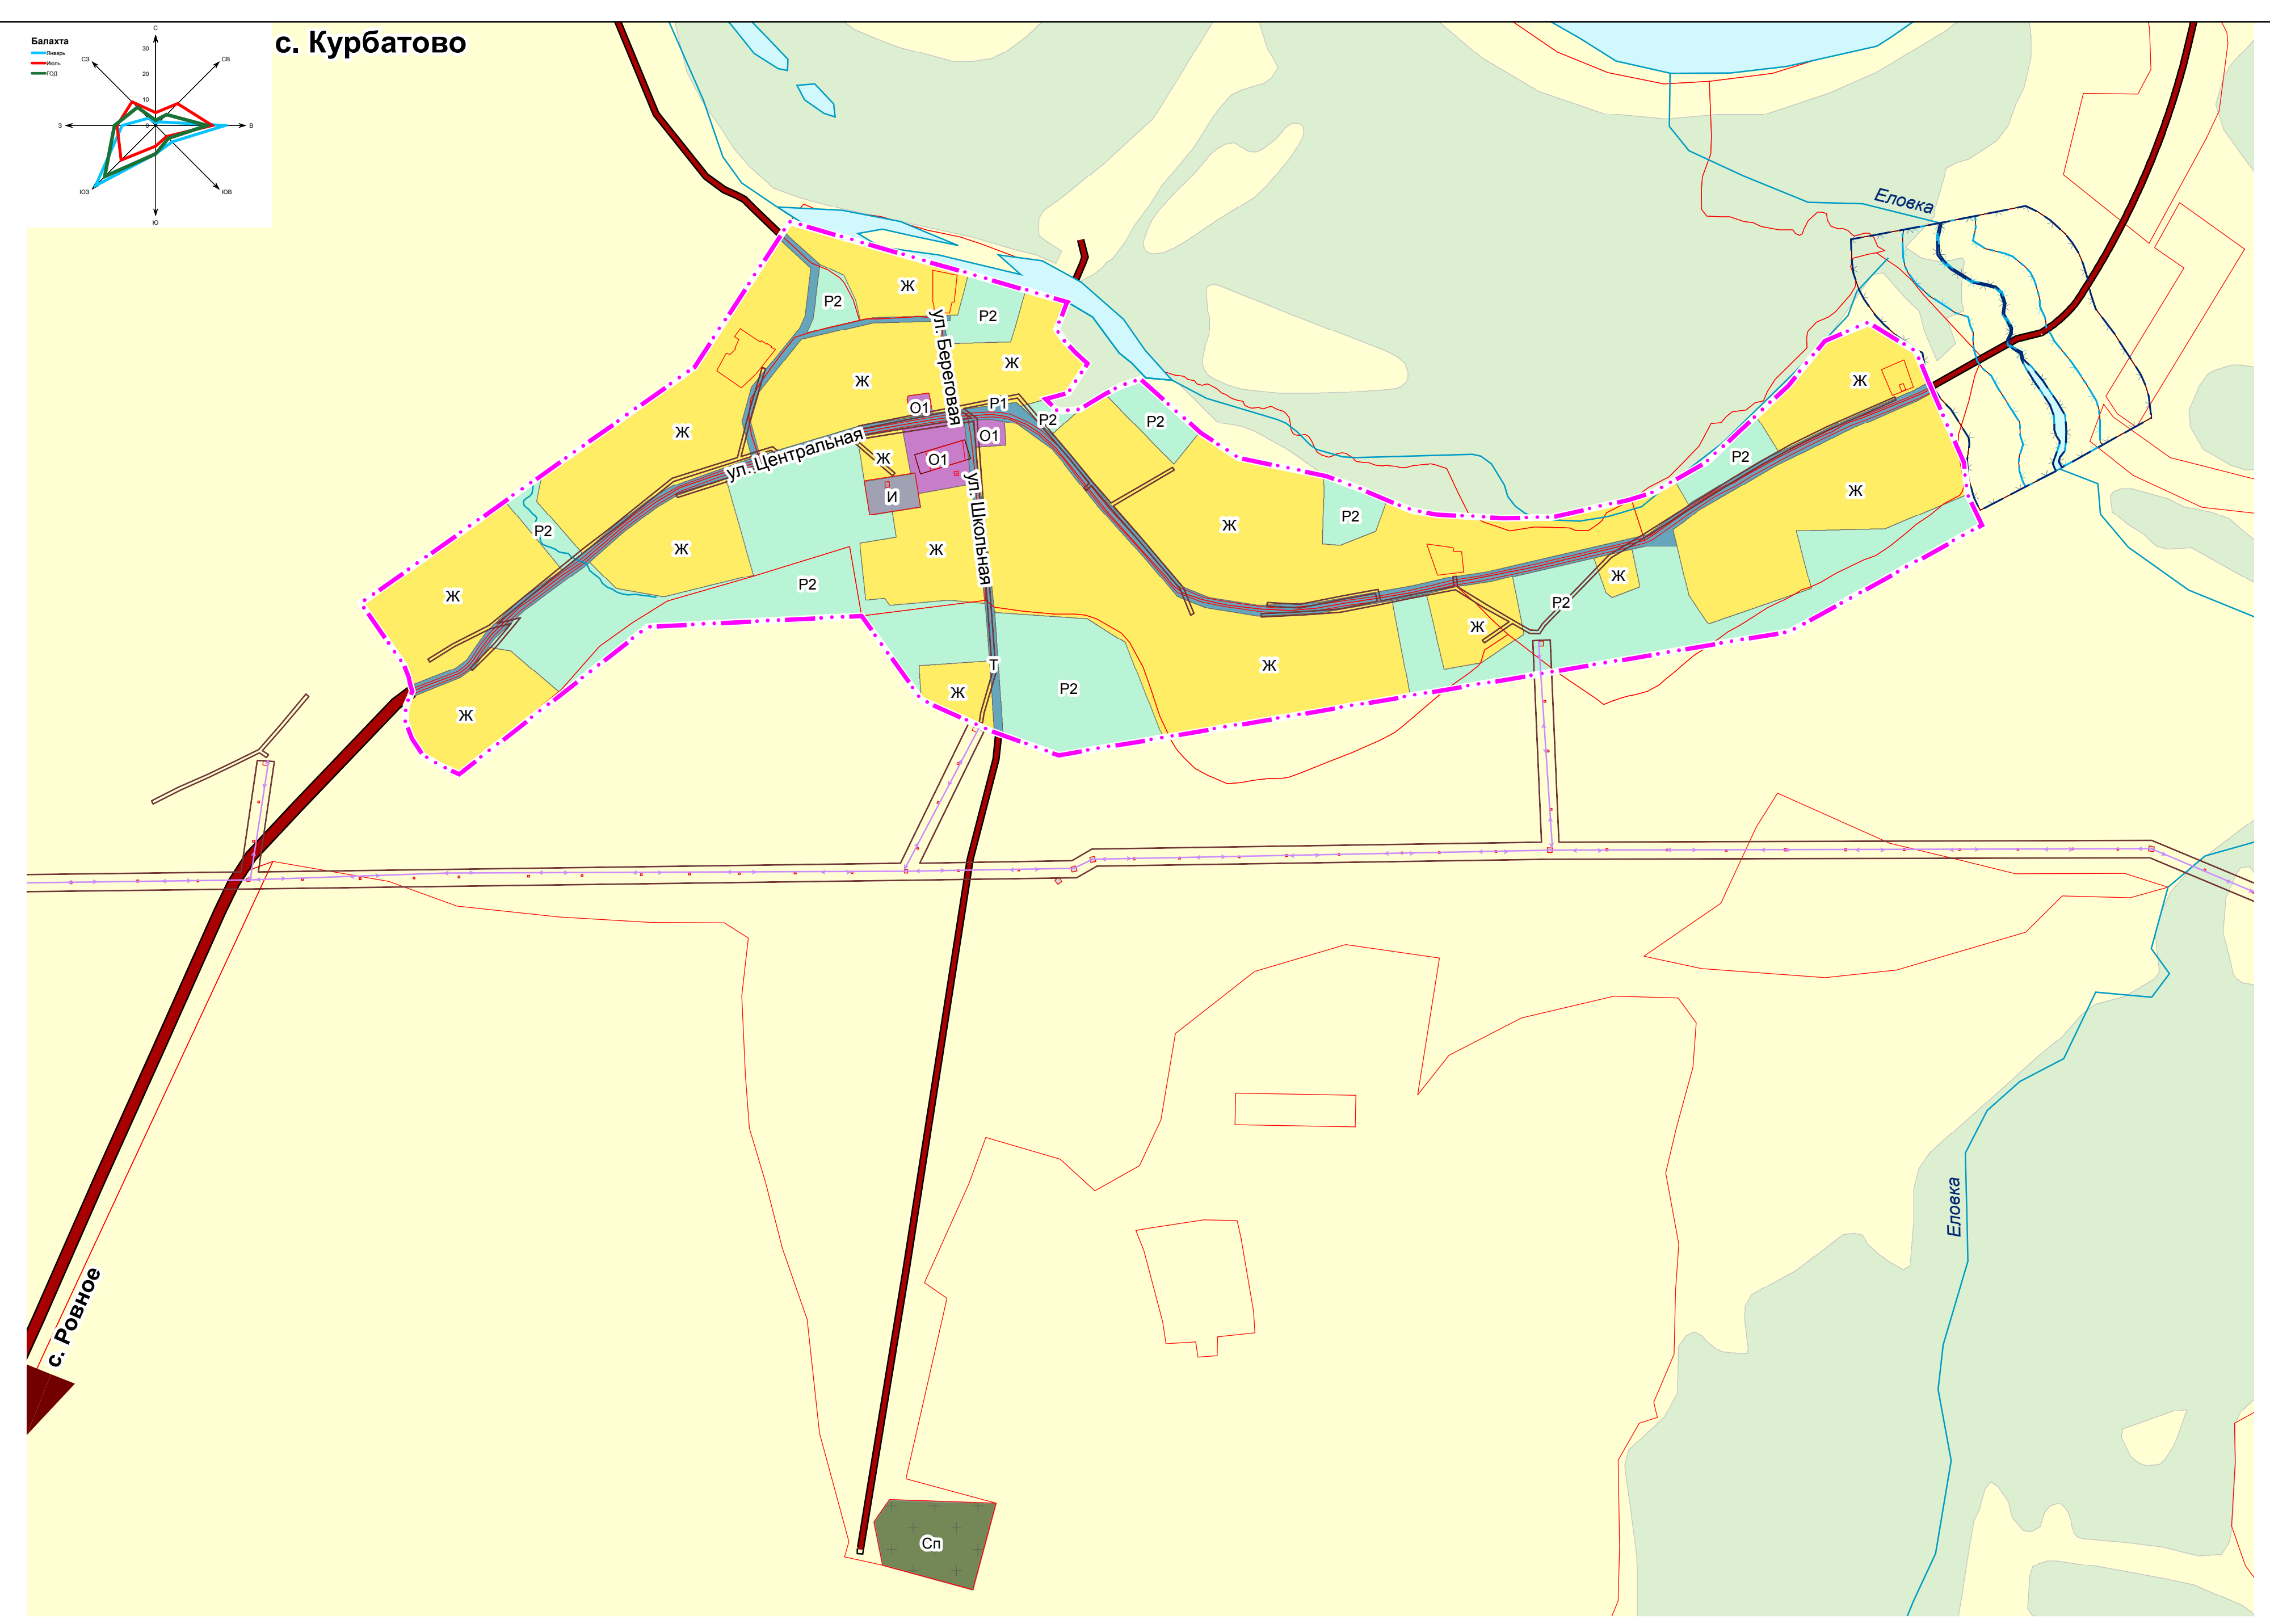 с. Курбатово
Балахта
Январь
Июль
ГОД
С
30
СЗ
СВ
20
10
0
З
В
ЮЗ
ЮВ
Ю
Еловка
Ж
Р2
Р2
ул. Береговая
Ж
Ж
Ж
О1
Р1
Р2
Р2
Ж
О1
ул. Центральная
Ж
О1
Р2
И
Ж
Р2
Р2
Ж
ул. Школьная
Ж
Ж
Ж
Р2
Ж
Р2
Ж
Т
Ж
Ж
Р2
Ж
Ж
Еловка
с. Ровное
Сп